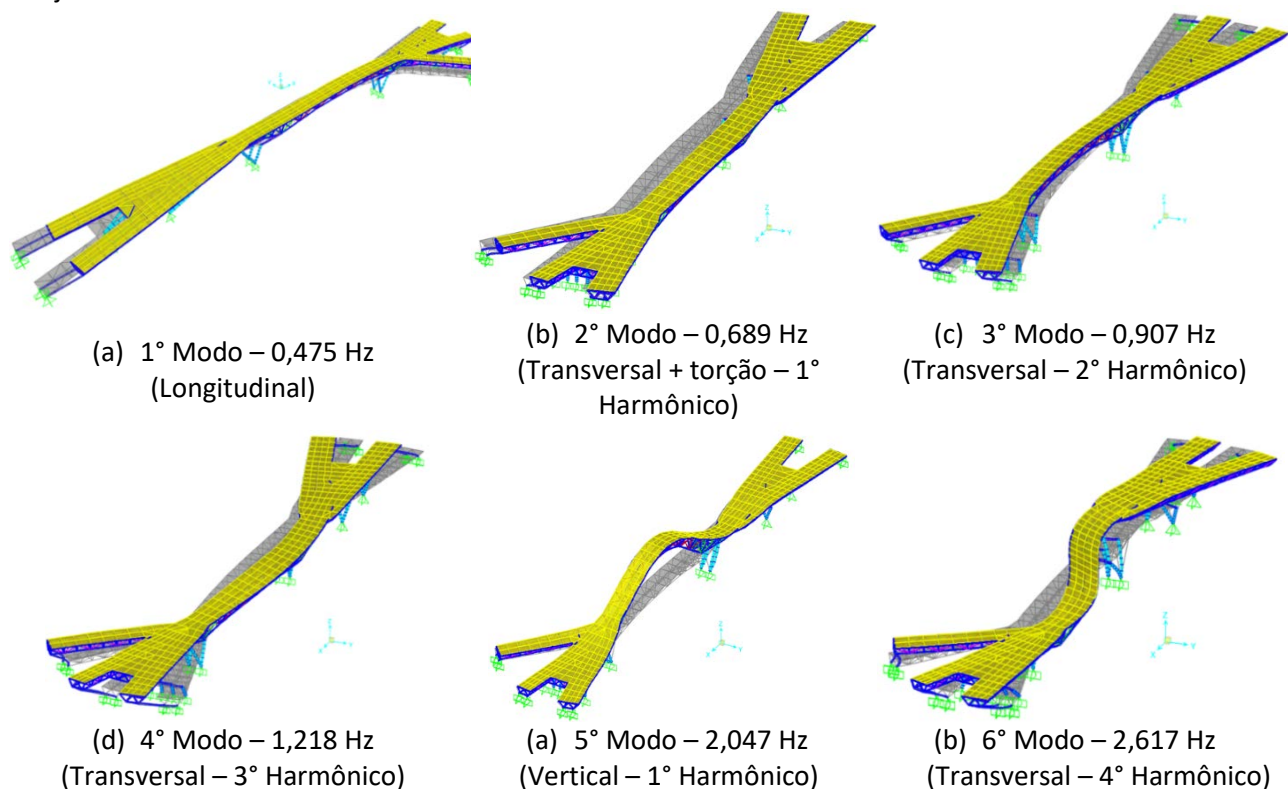 (a) 1° Modo – 0,475 Hz
(Longitudinal)
(b) 2° Modo – 0,689 Hz
(Transversal + torção – 1°
Harmônico)
(c) 3° Modo – 0,907 Hz
(Transversal – 2° Harmônico)
(d) 4° Modo – 1,218 Hz
(Transversal – 3° Harmônico)
(a) 5° Modo – 2,047 Hz
(Vertical – 1° Harmônico)
(b) 6° Modo – 2,617 Hz
(Transversal – 4° Harmônico)